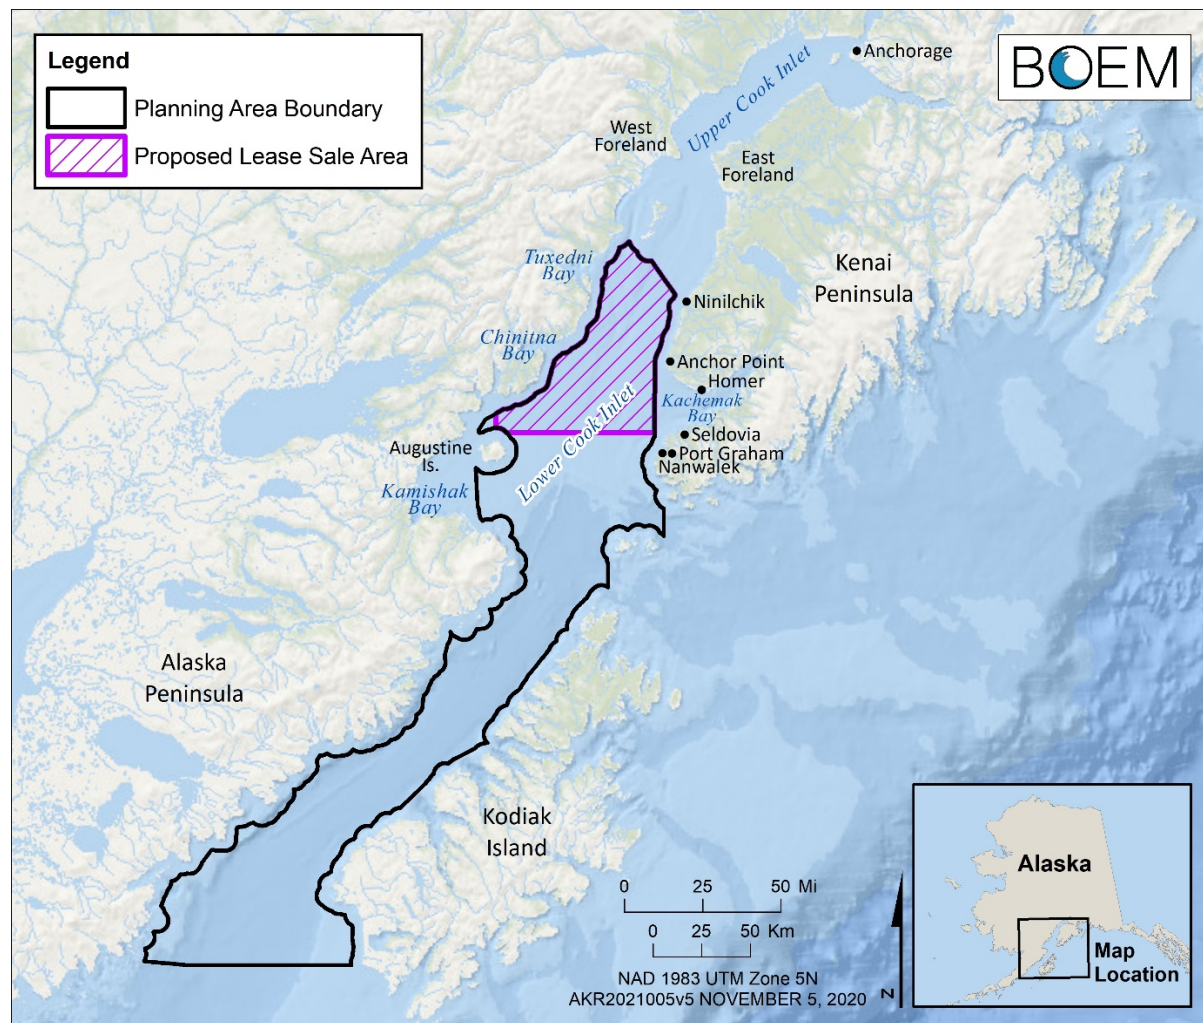 Legend
Planning Area Boundary
Proposed Lease Sale Area
BOEM
Anchorage
Upper Cook Inlet
West
Foreland
East
Foreland
Tuxedni
Bay
Kenai
Peninsula
Ninilchik
Chinitna
Bay
Anchor Point
Homer
Kachemak
Bay
Lower Cook Inlet
Seldovia
Augustine
Is.
Port Graham
Nanwalek
Kamishak
Bay
Alaska
Peninsula
Kodiak
Island
0 25 50 Mi
0 25 50 Km
NAD 1983 UTM Zone 5N
AKR2021005v5 NOVEMBER 5, 2020
Z
Alaska
Map
Location